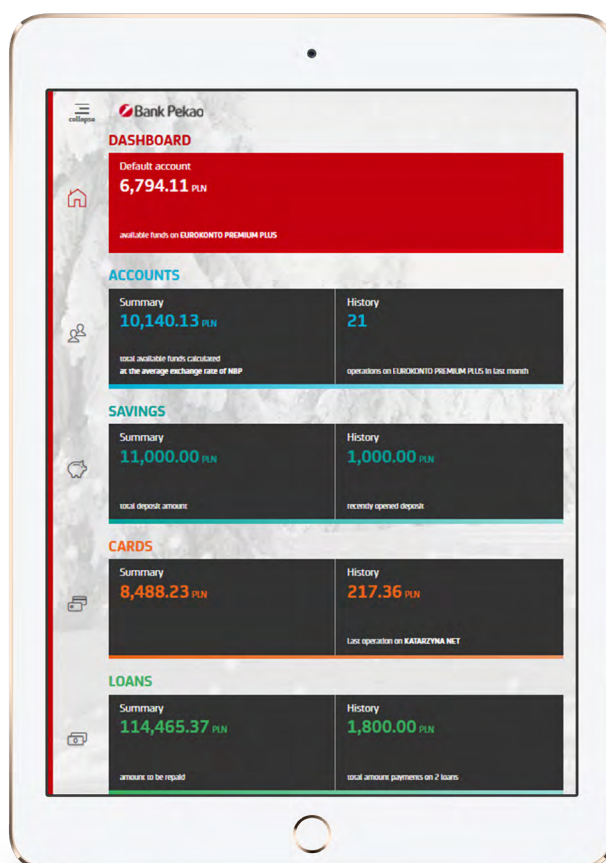 collapse
Bank Pekao
DASHBOARD
Default account
6,794.11 PLN
available funds on EUROKONTO PREMIUM PLUS
ACCOUNTS
Summary
10,140.13 PLN
total available funds calculated
at the average exchange rate of NBP
History
21
operations on EUROKONTO PREMIUM PLUS in last month
SAVINGS
Summary
11,000.00 PLN
total deposit amount
History
1,000.00 PLN
recently opened deposit
CARDS
Summary
8,488.23 PLN
History
217.36 PLN
Last operation on KATARZYNA NET
LOANS
Summary
114,465.37 PLN
amount to be repaid
History
1,800.00 PLN
total amount payments on 2 loans